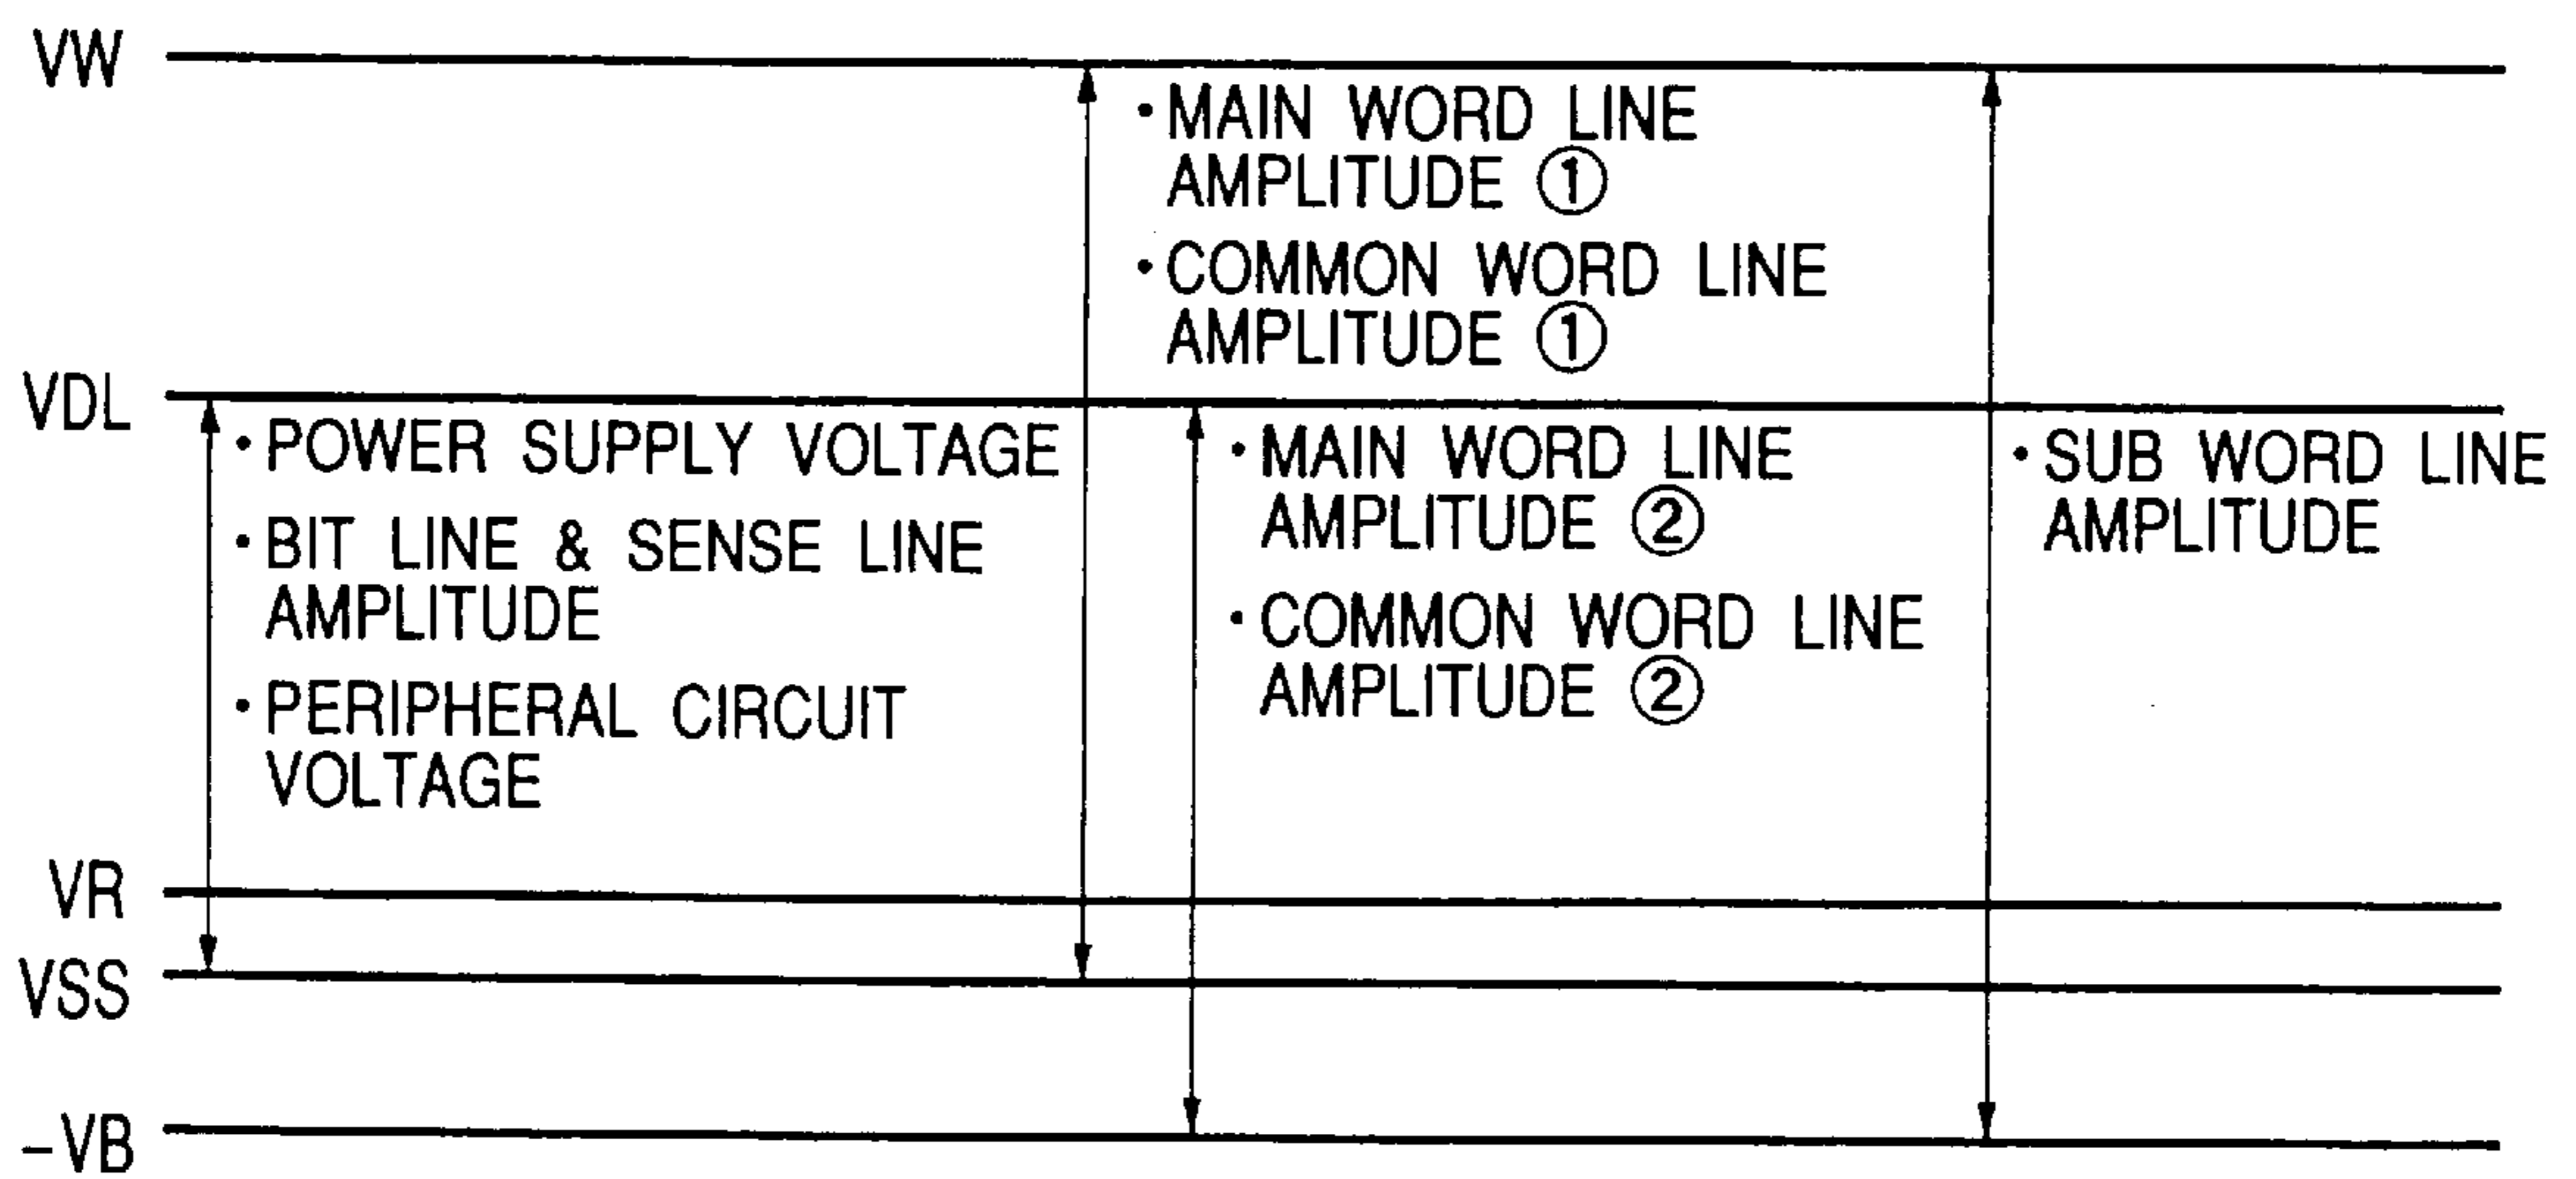 VW
・MAIN WORD LINE
AMPLITUDE ①
・COMMON WORD LINE
AMPLITUDE ①
VDL
・POWER SUPPLY VOLTAGE
・BIT LINE & SENSE LINE
AMPLITUDE
・PERIPHERAL CIRCUIT
VOLTAGE
・MAIN WORD LINE
AMPLITUDE ②
・COMMON WORD LINE
AMPLITUDE ②
・SUB WORD LINE
AMPLITUDE
VR
VSS
-VB